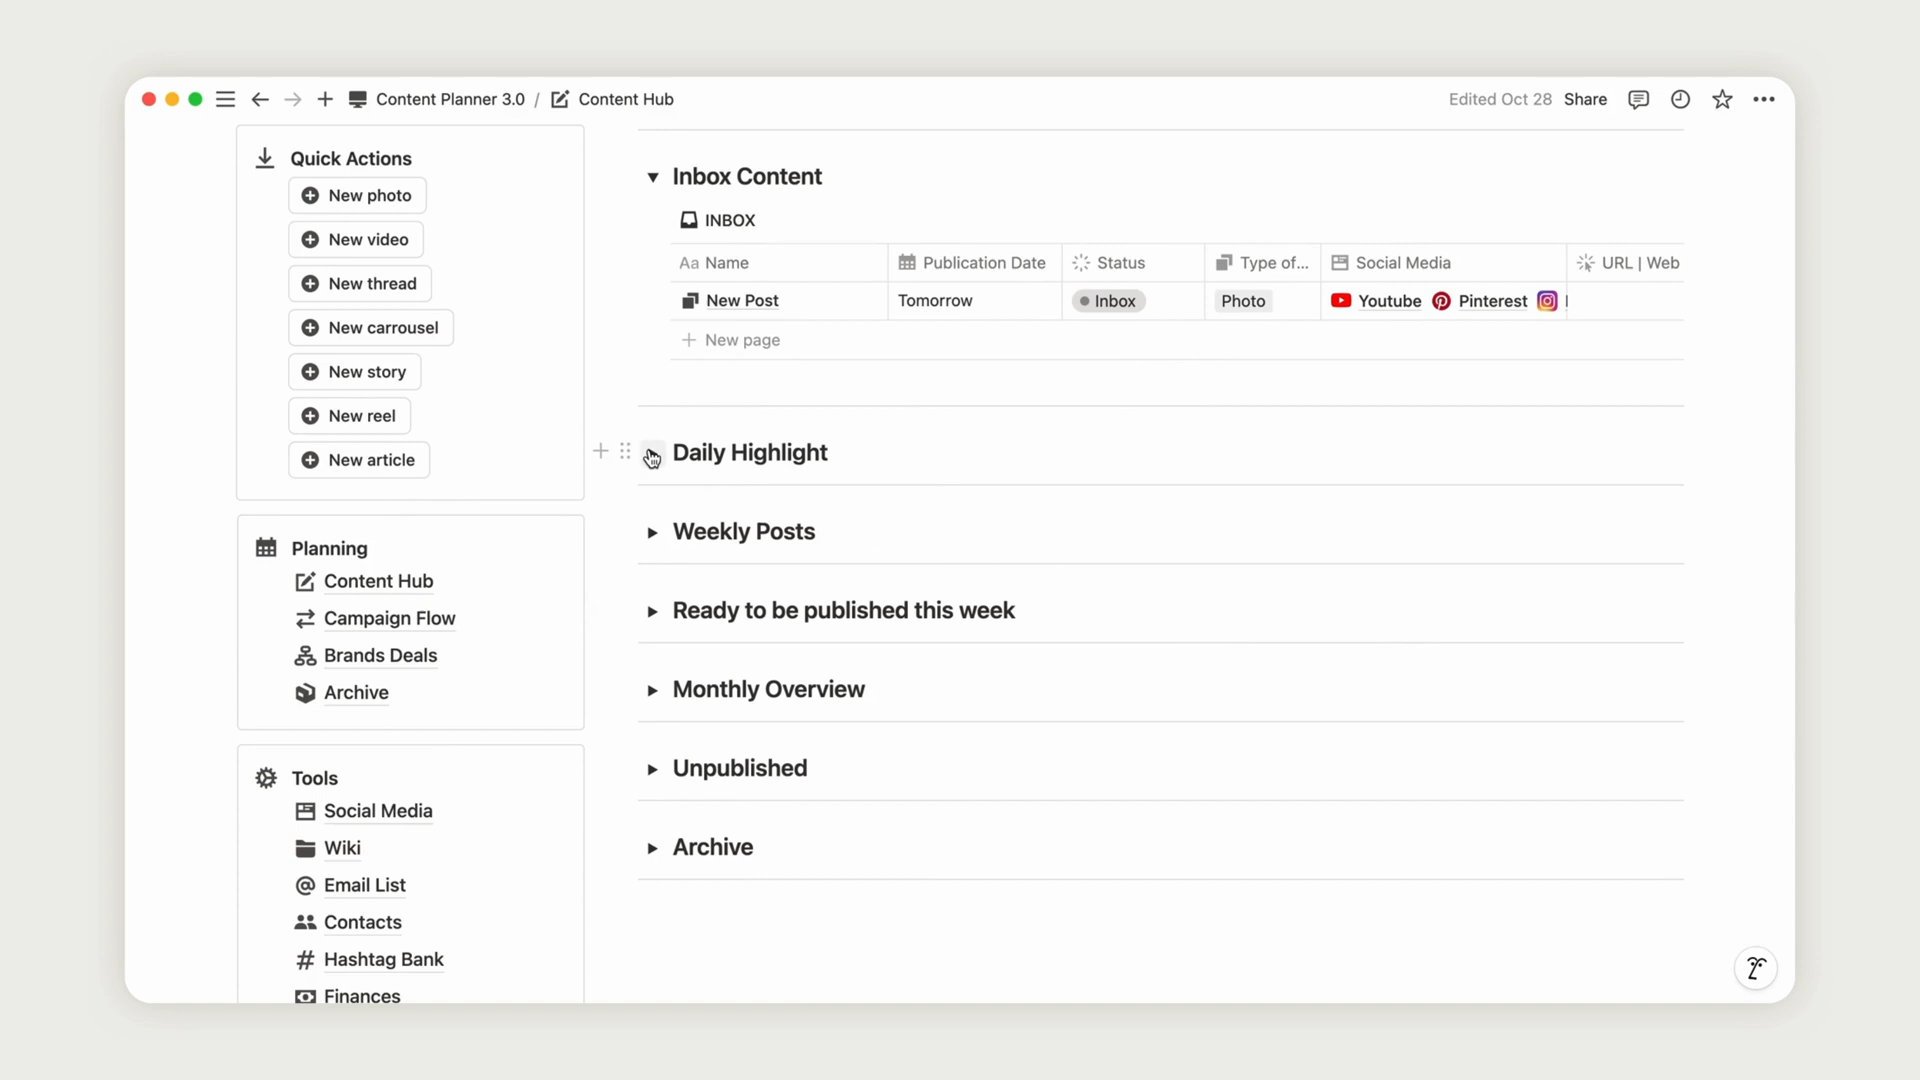 Content Planner 3.0 / Content Hub
Edited Oct 28 Share
Quick Actions
New photo
New video
New thread
New carrousel
New story
New reel
New article
Planning
Content Hub
Campaign Flow
Brands Deals
Archive
Tools
Social Media
Wiki
Email List
Contacts
Hashtag Bank
Finances
Inbox Content
INBOX
Aa Name Publication Date Status Type of... Social Media URL | Web
New Post Tomorrow Inbox Photo Youtube Pinterest
New page
Daily Highlight
Weekly Posts
Ready to be published this week
Monthly Overview
Unpublished
Archive